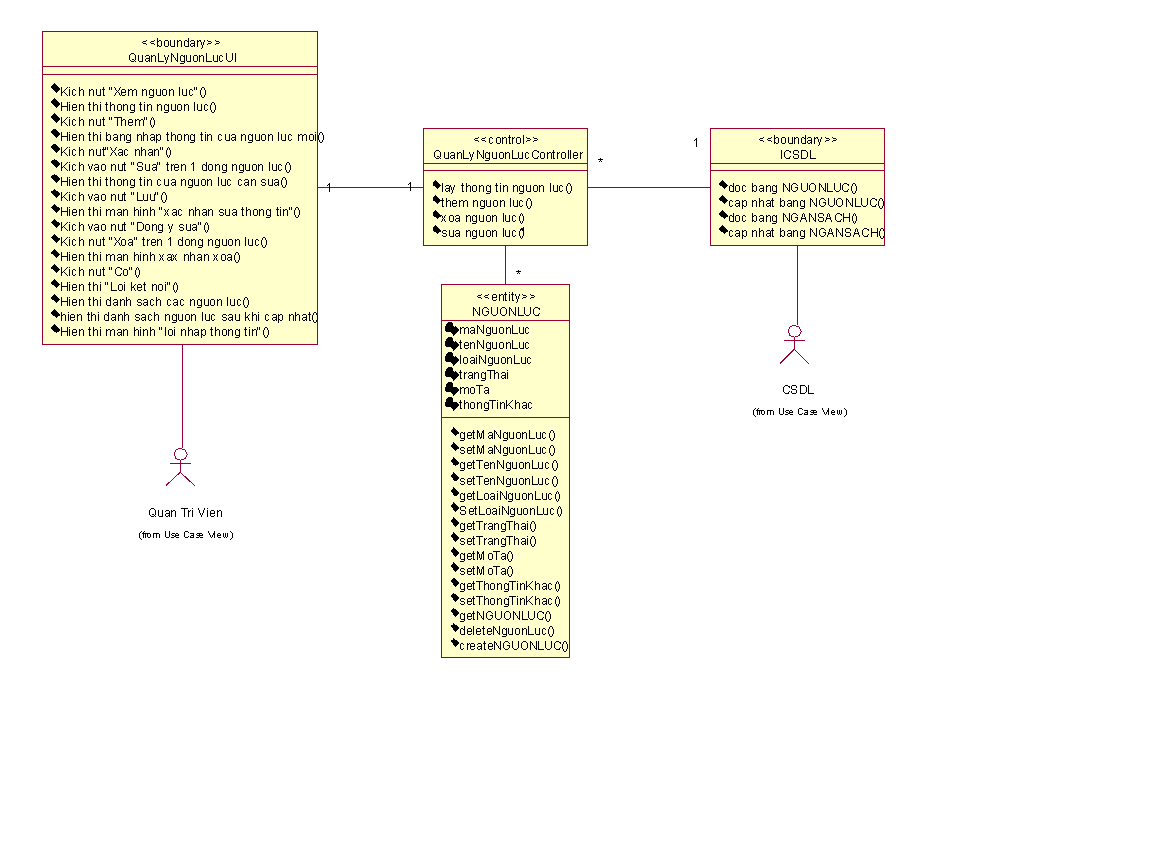 <<boundary>>
QuanLyNguonLucUI
Kich nut "Xem nguon luc"()
Hien thi thong tin nguon luc()
Kich nut "Them"()
Hien thi bang nhap thong tin cua nguon luc moi()
Kich nut"Xac nhan"()
Kich vao nut "Sua" tren 1 dong nguon luc()
Hien thi thong tin cua nguon luc can sua()
Kich vao nut "Luu"()
Hien thi man hinh "xac nhan sua thong tin"()
Kich vao nut "Dong y sua"()
Kich nut "Xoa" tren 1 dong nguon luc()
Hien thi man hinh xax nhan xoa()
Kich nut "Co"()
Hien thi "Loi ket noi"()
Hien thi danh sach cac nguon luc()
hien thi danh sach nguon luc sau khi cap nhat()
Hien thi man hinh "loi nhap thong tin"()
1
1
<<control>>
QuanLyNguonLucController
lay thong tin nguon luc()
them nguon luc()
xoa nguon luc()
sua nguon luc()
1
*
1
<<boundary>>
ICSDL
doc bang NGUONLUC()
cap nhat bang NGUONLUC()
doc bang NGANSACH()
cap nhat bang NGANSACH()
*
<<entity>>
NGUONLUC
maNguonLuc
tenNguonLuc
loaiNguonLuc
trangThai
moTa
thongTinKhac
getMaNguonLuc()
setMaNguonLuc()
getTenNguonLuc()
setTenNguonLuc()
getLoaiNguonLuc()
SetLoaiNguonLuc()
getTrangThai()
setTrangThai()
getMoTa()
setMoTa()
getThongTinKhac()
setThongTinKhac()
getNGUONLUC()
deleteNguonLuc()
createNGUONLUC()
CSDL
(from Use Case View)
Quan Tri Vien
(from Use Case View)